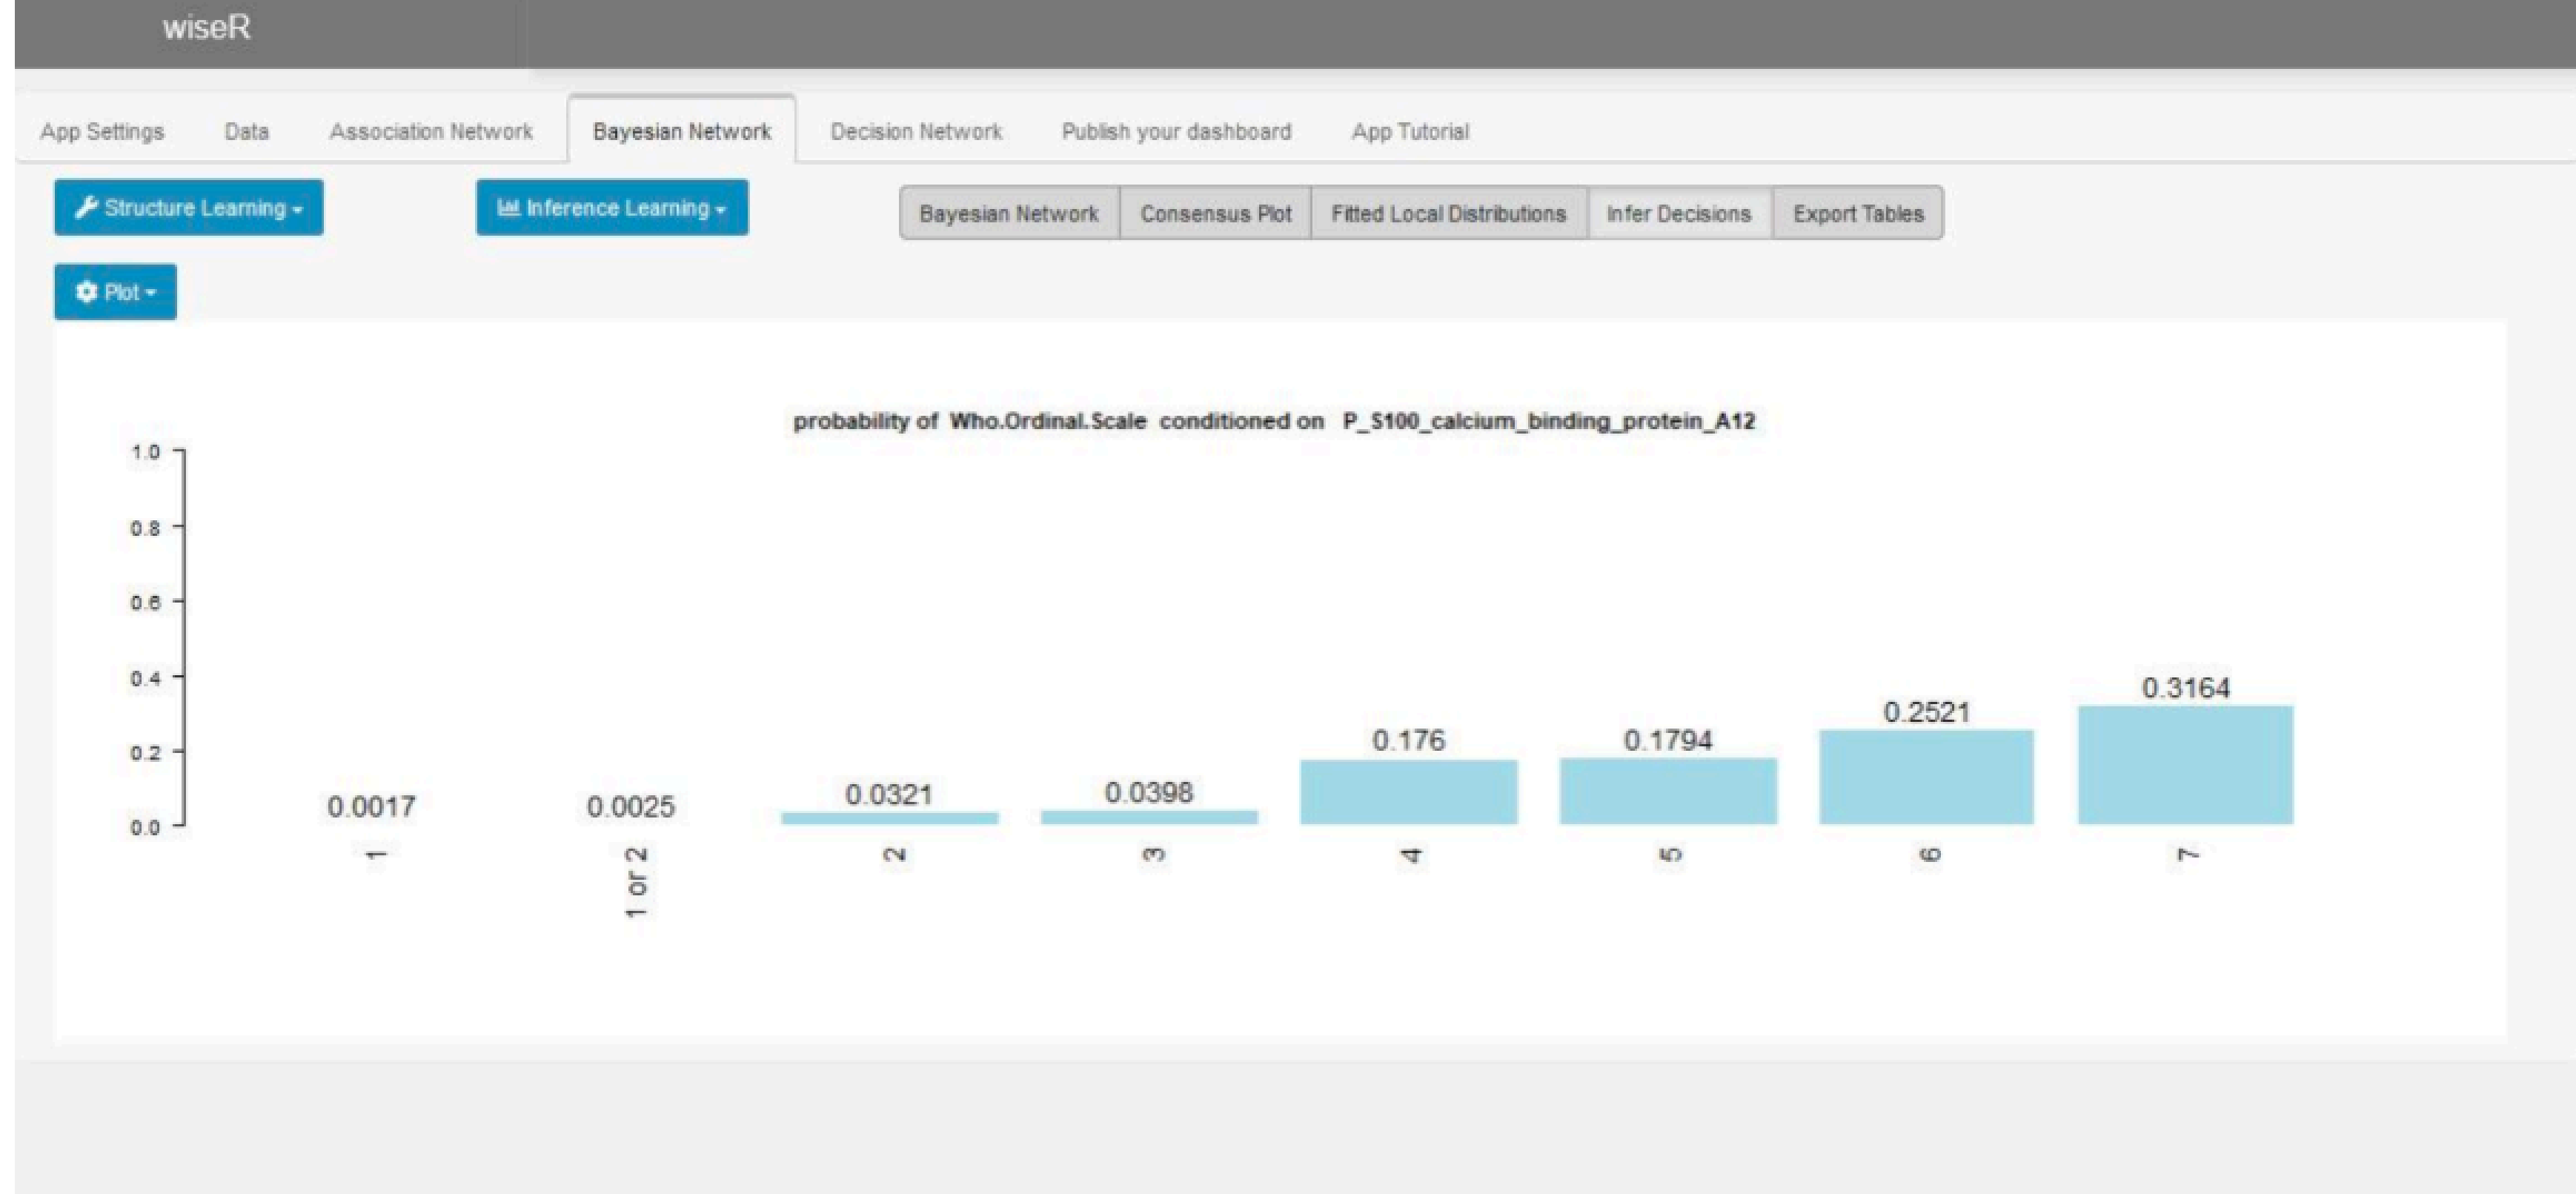 wiseR
App Settings Data Association Network Bayesian Network Decision Network Publish your dashboard App Tutorial
Structure Learning Inference Learning Bayesian Network Consensus Plot Fitted Local Distributions Infer Decisions Export Tables
Plot
probability of Who.Ordinal.Scale conditioned on P_S100_calcium_binding_protein_A12
1.0
0.8
0.6
0.4
0.2
0.0
0.0017 0.0025 0.0321 0.0398 0.176 0.1794 0.2521 0.3164
1 1 or 2 2 3 4 5 6 7